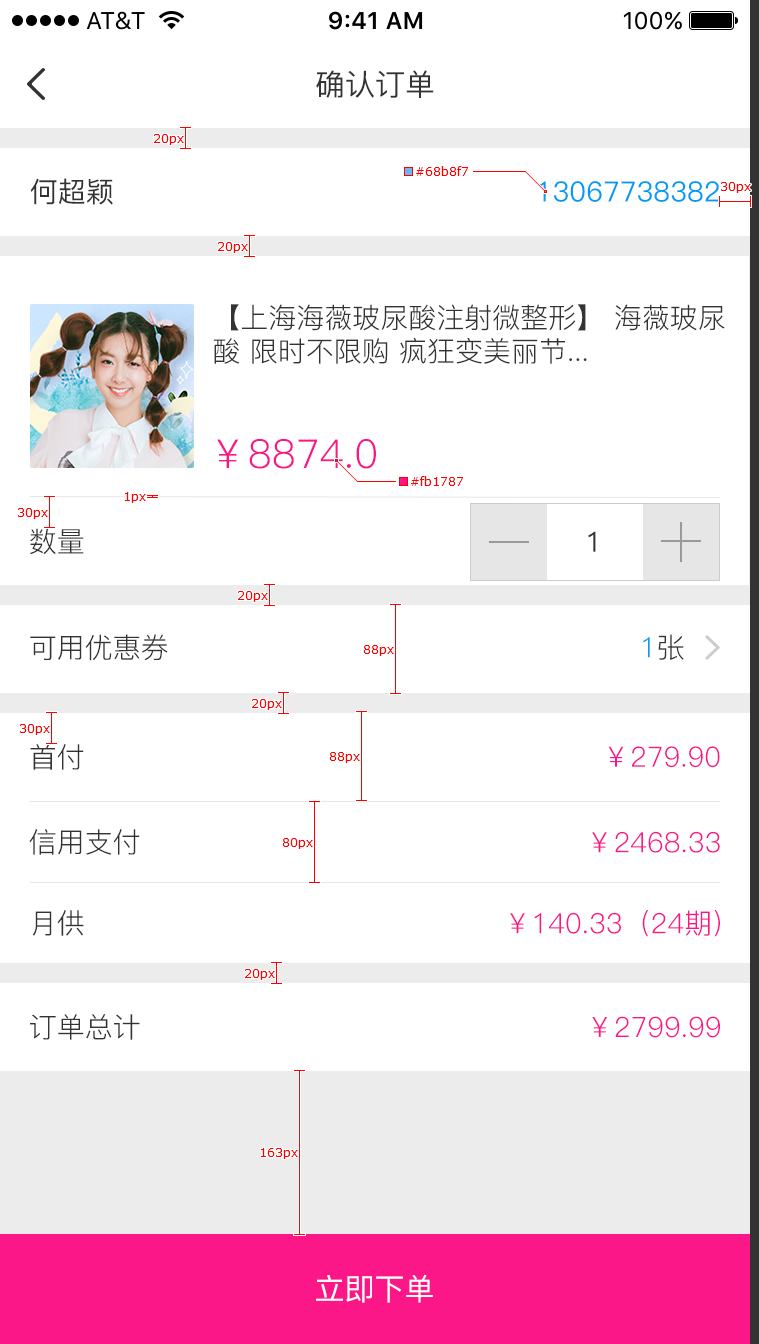 AT&T 9:41 AM 100%
确认订单
20px
#68b8f7
何超颖 13067738382 30px
20px
【上海海薇玻尿酸注射微整形】 海薇玻尿
酸 限时不限购 疯狂变美丽节...
￥8874.0
#fb1787
1px
30px
数量 1
20px
可用优惠券 88px 1张
20px
30px
首付 88px ￥279.90
信用支付 80px ￥2468.33
月供 ￥140.33（24期）
20px
订单总计 ￥2799.99
163px
立即下单